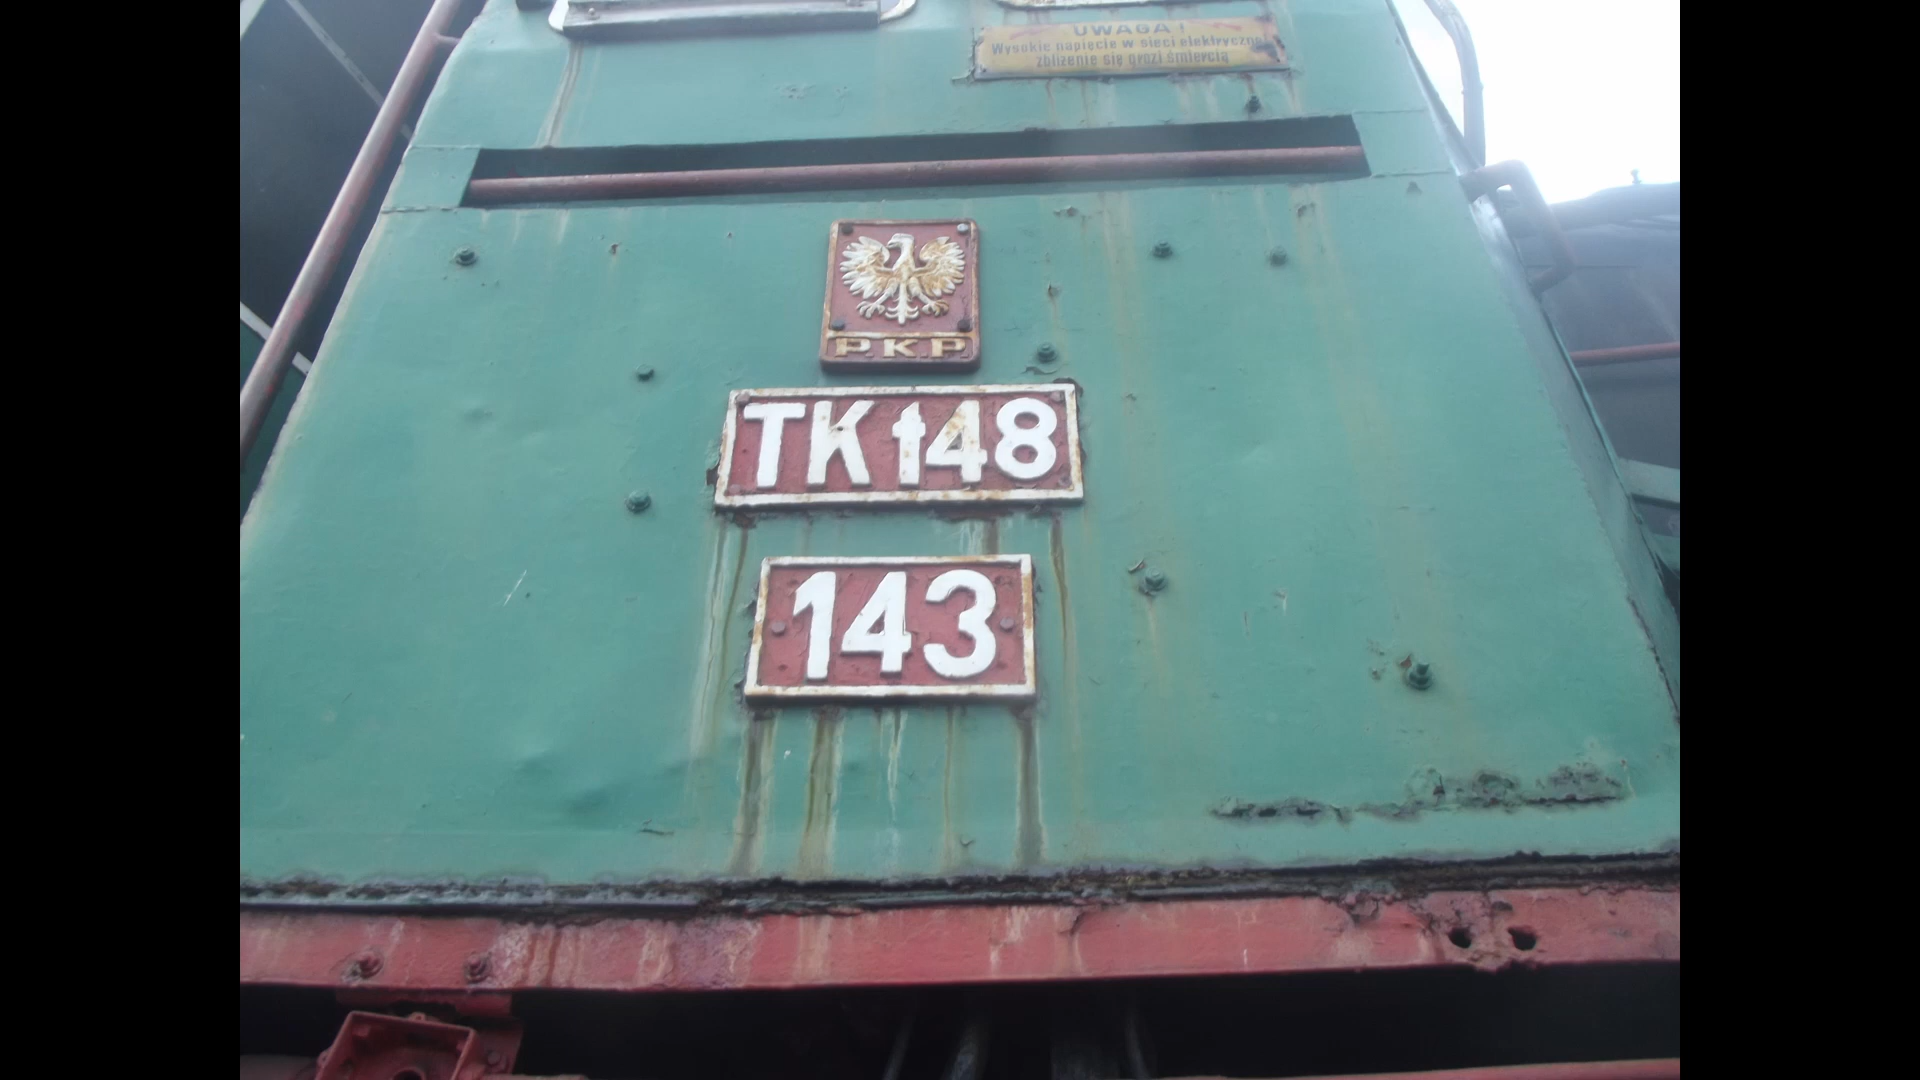 UWAGA!
Wysokie napięcie w sieci elektrycznej
zbliżenie się grozi śmiercią
PKP
TKt48
143